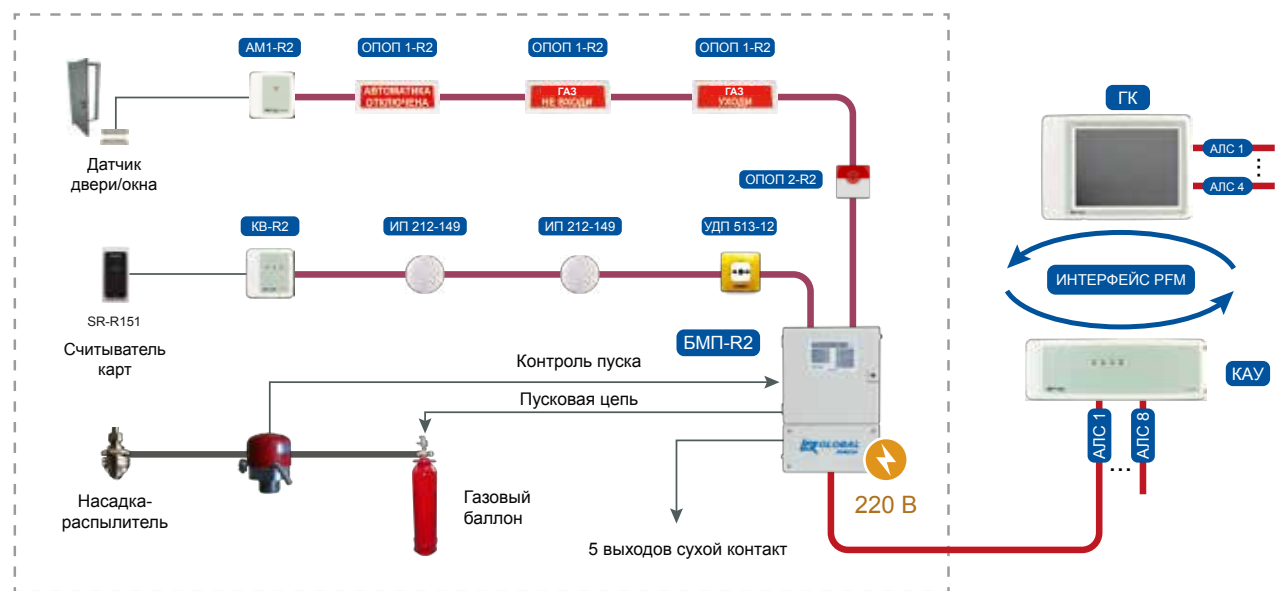 АМ1-R2
ОПОП 1-R2
ОПОП 1-R2
ОПОП 1-R2
АВТОМАТИКА
ОТКЛЮЧЕНА
ГАЗ
НЕ ВХОДИ
ГАЗ
УХОДИ
Датчик
двери/окна
ОПОП 2-R2
КВ-R2
ИП 212-149
ИП 212-149
УДП 513-12
SR-R151
Считыватель
карт
БМП-R2
Контроль пуска
Пусковая цепь
GLOBAL
220 В
Насадка-
распылитель
Газовый
баллон
5 выходов сухой контакт
ГК
АЛС 1
АЛС 4
ИНТЕРФЕЙС PFM
КАУ
АЛС 1
...
АЛС 8